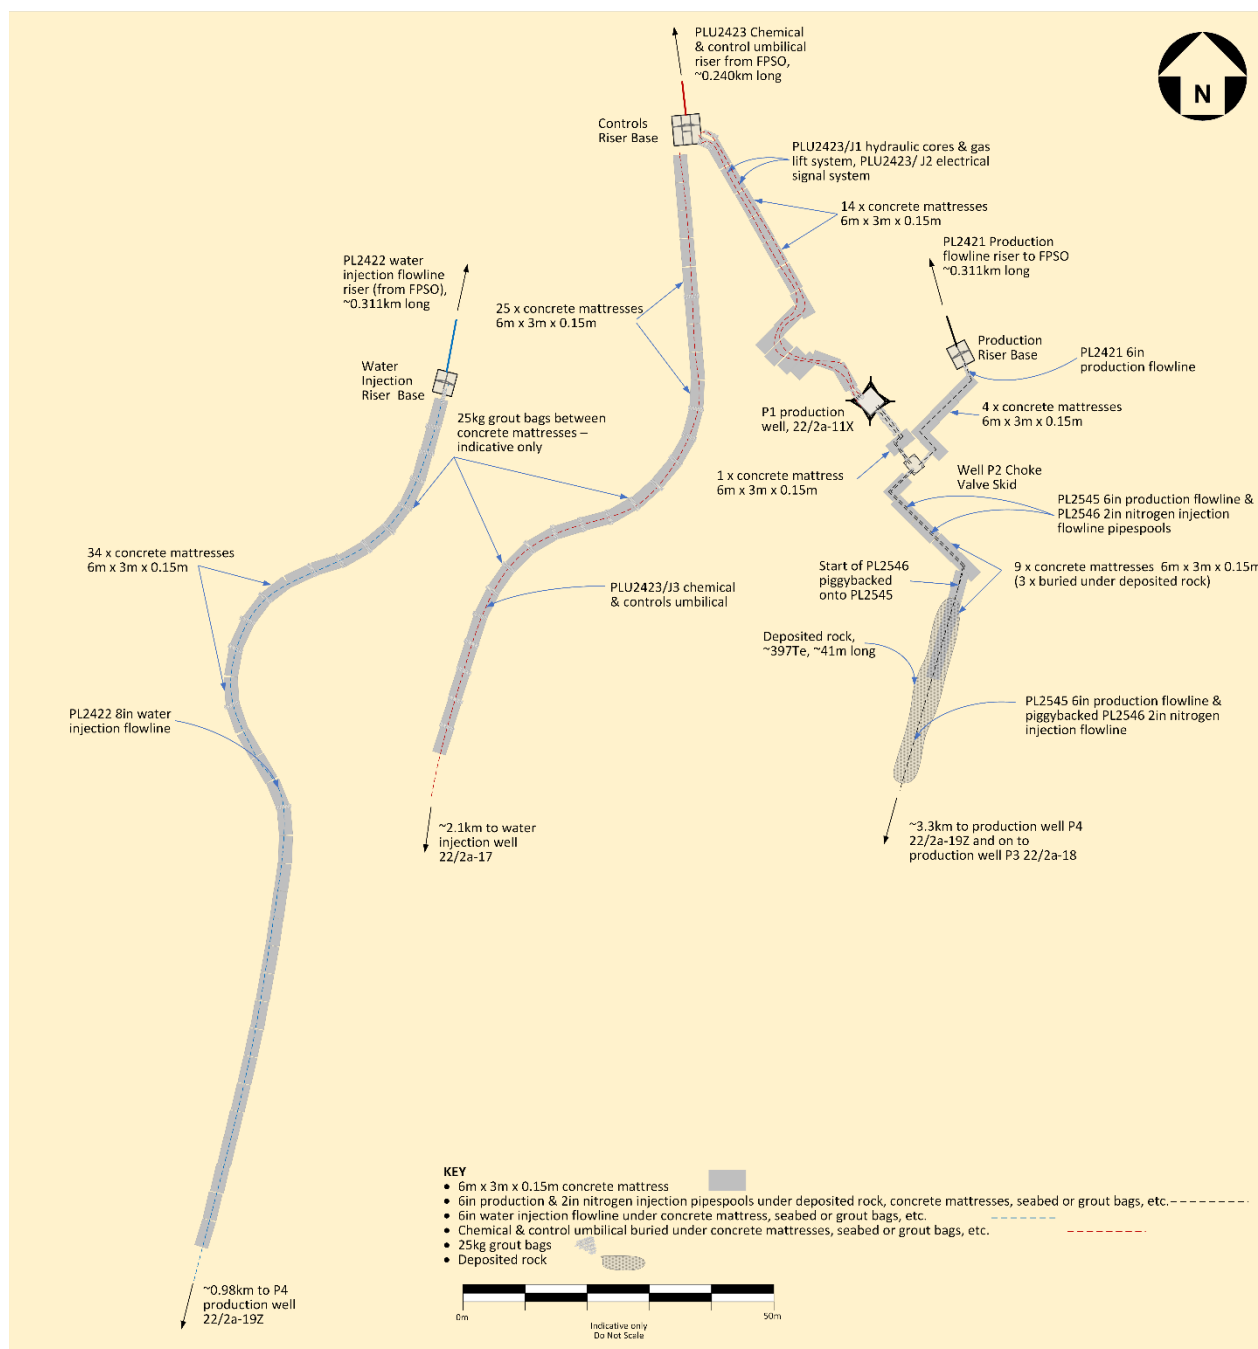 PLU2423 Chemical
& control umbilical
riser from FPSO,
~0.240km long
N
Controls
Riser Base
PLU2423/J1 hydraulic cores & gas
lift system, PLU2423/ J2 electrical
signal system
14 x concrete mattresses
6m x 3m x 0.15m
PL2421 Production
flowline riser to FPSO
~0.311km long
PL2422 water
injection flowline
riser (from FPSO),
~0.311km long
25 x concrete mattresses
6m x 3m x 0.15m
Production
Riser Base
PL2421 6in
production flowline
Water
Injection
Riser Base
4 x concrete mattresses
6m x 3m x 0.15m
P1 production
well, 22/2a-11X
25kg grout bags between
concrete mattresses –
indicative only
1 x concrete mattress
6m x 3m x 0.15m
Well P2 Choke
Valve Skid
PL2545 6in production flowline &
PL2546 2in nitrogen injection
flowline pipespools
34 x concrete mattresses
6m x 3m x 0.15m
Start of PL2546
piggybacked
onto PL2545
9 x concrete mattresses 6m x 3m x 0.15m
(3 x buried under deposited rock)
PLU2423/J3 chemical
& controls umbilical
Deposited rock,
~397Te, ~41m long
PL2545 6in production flowline &
piggybacked PL2546 2in nitrogen
injection flowline
PL2422 8in water
injection flowline
~2.1km to water
injection well
22/2a-17
~3.3km to production well P4
22/2a-19Z and on to
production well P3 22/2a-18
KEY
• 6m x 3m x 0.15m concrete mattress
• 6in production & 2in nitrogen injection pipespools under deposited rock, concrete mattresses, seabed or grout bags, etc.
• 6in water injection flowline under concrete mattress, seabed or grout bags, etc.
• Chemical & control umbilical buried under concrete mattresses, seabed or grout bags, etc.
• 25kg grout bags
• Deposited rock
~0.98km to P4
production well
22/2a-19Z
0m
50m
Indicative only
Do Not Scale